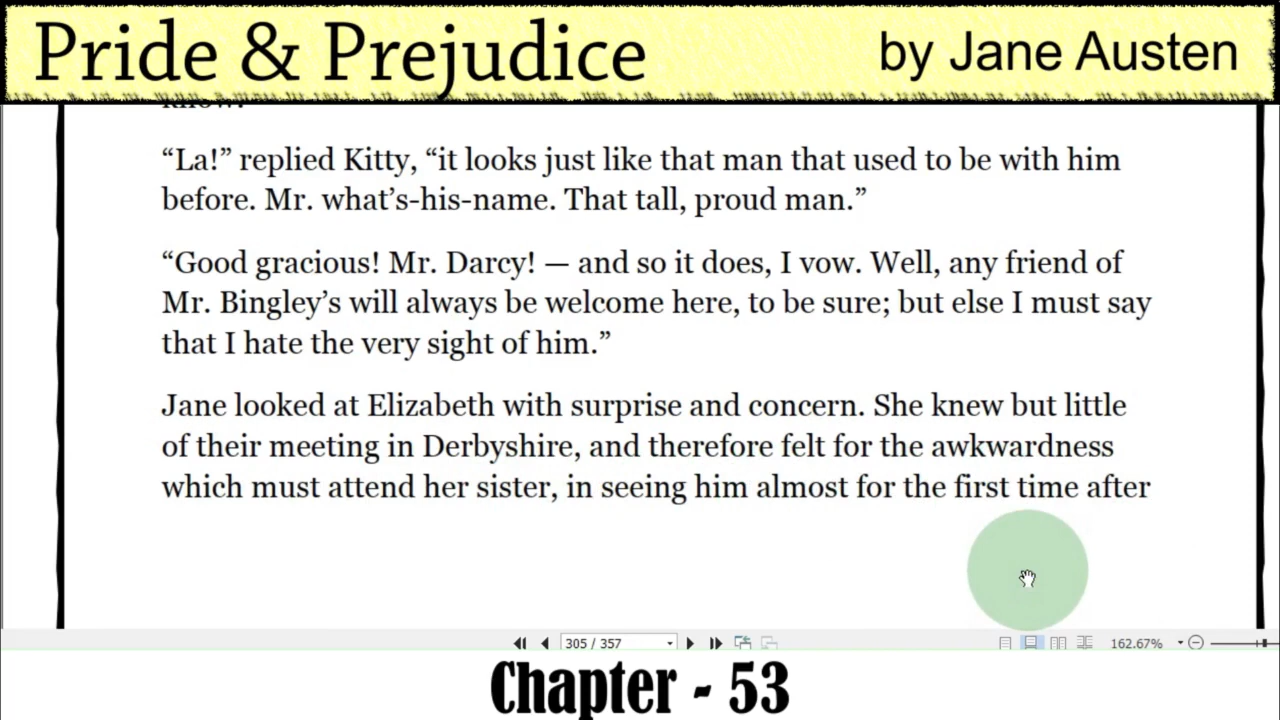 Pride & Prejudice
by Jane Austen
“La!” replied Kitty, “it looks just like that man that used to be with him
before. Mr. what’s-his-name. That tall, proud man.”
“Good gracious! Mr. Darcy! — and so it does, I vow. Well, any friend of
Mr. Bingley’s will always be welcome here, to be sure; but else I must say
that I hate the very sight of him.”
Jane looked at Elizabeth with surprise and concern. She knew but little
of their meeting in Derbyshire, and therefore felt for the awkwardness
which must attend her sister, in seeing him almost for the first time after
305 / 357
162.67%
Chapter - 53